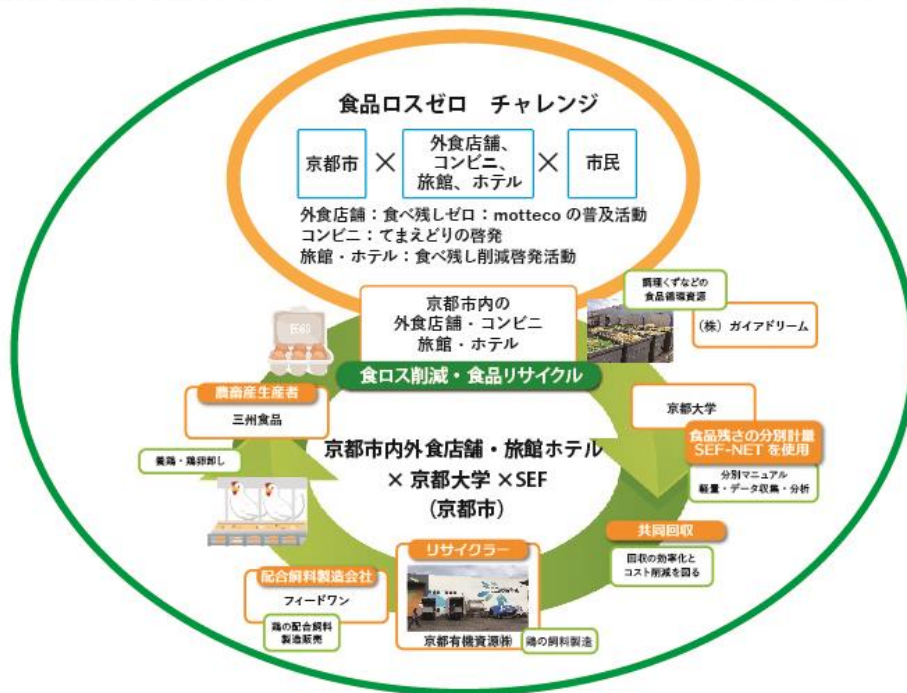 食品ロスゼロ　チャレンジ
京都市
×
外食店舗、
コンビニ、
旅館、ホテル
×
市民
外食店舗：食べ残しゼロ：mottecoの普及活動
コンビニ：てまえどりの啓発
旅館・ホテル：食べ残し削減啓発活動
京都市内の
外食店舗・コンビニ
旅館・ホテル
食ロス削減・食品リサイクル
調理くずなどの
食品循環資源
（株）ガイアドリーム
京都大学
食品残さの分別計量
SEF-NETを使用
分別マニュアル
軽量・データ収集・分析
共同回収
回収の効率化と
コスト削減を図る
リサイクラー
京都有機資源㈱
鶏の飼料製造
配合飼料製造会社
フィードワン
鶏の配合飼料
製造販売
養鶏・鶏卵卸し
農畜産生産者
三州食品
EGGS
京都市内外食店舗・旅館ホテル
×京都大学×SEF
(京都市)